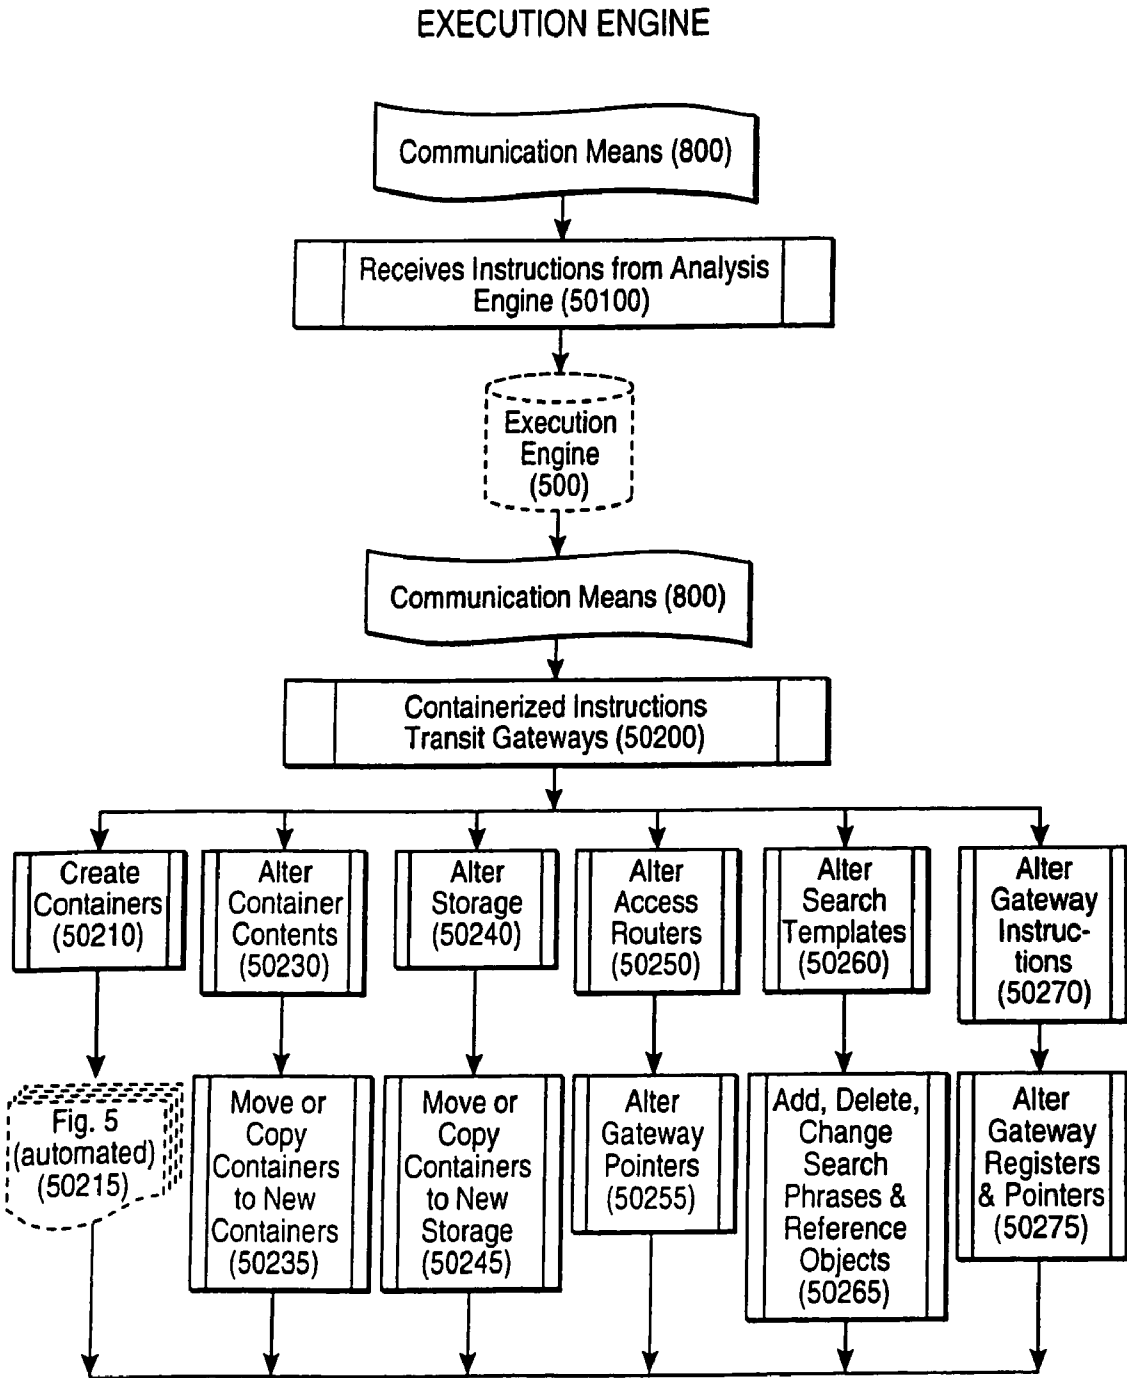 EXECUTION ENGINE
Communication Means (800)
Receives Instructions from Analysis
Engine (50100)
Execution
Engine
(500)
Communication Means (800)
Containerized Instructions
Transit Gateways (50200)
Create
Containers
(50210)
Alter
Container
Contents
(50230)
Alter
Storage
(50240)
Alter
Access
Routers
(50250)
Alter
Search
Templates
(50260)
Alter
Gateway
Instruc-
tions
(50270)
Fig. 5
(automated)
(50215)
Move or
Copy
Containers
to New
Containers
(50235)
Move or
Copy
Containers
to New
Storage
(50245)
Alter
Gateway
Pointers
(50255)
Add, Delete,
Change
Search
Phrases &
Reference
Objects
(50265)
Alter
Gateway
Registers
& Pointers
(50275)